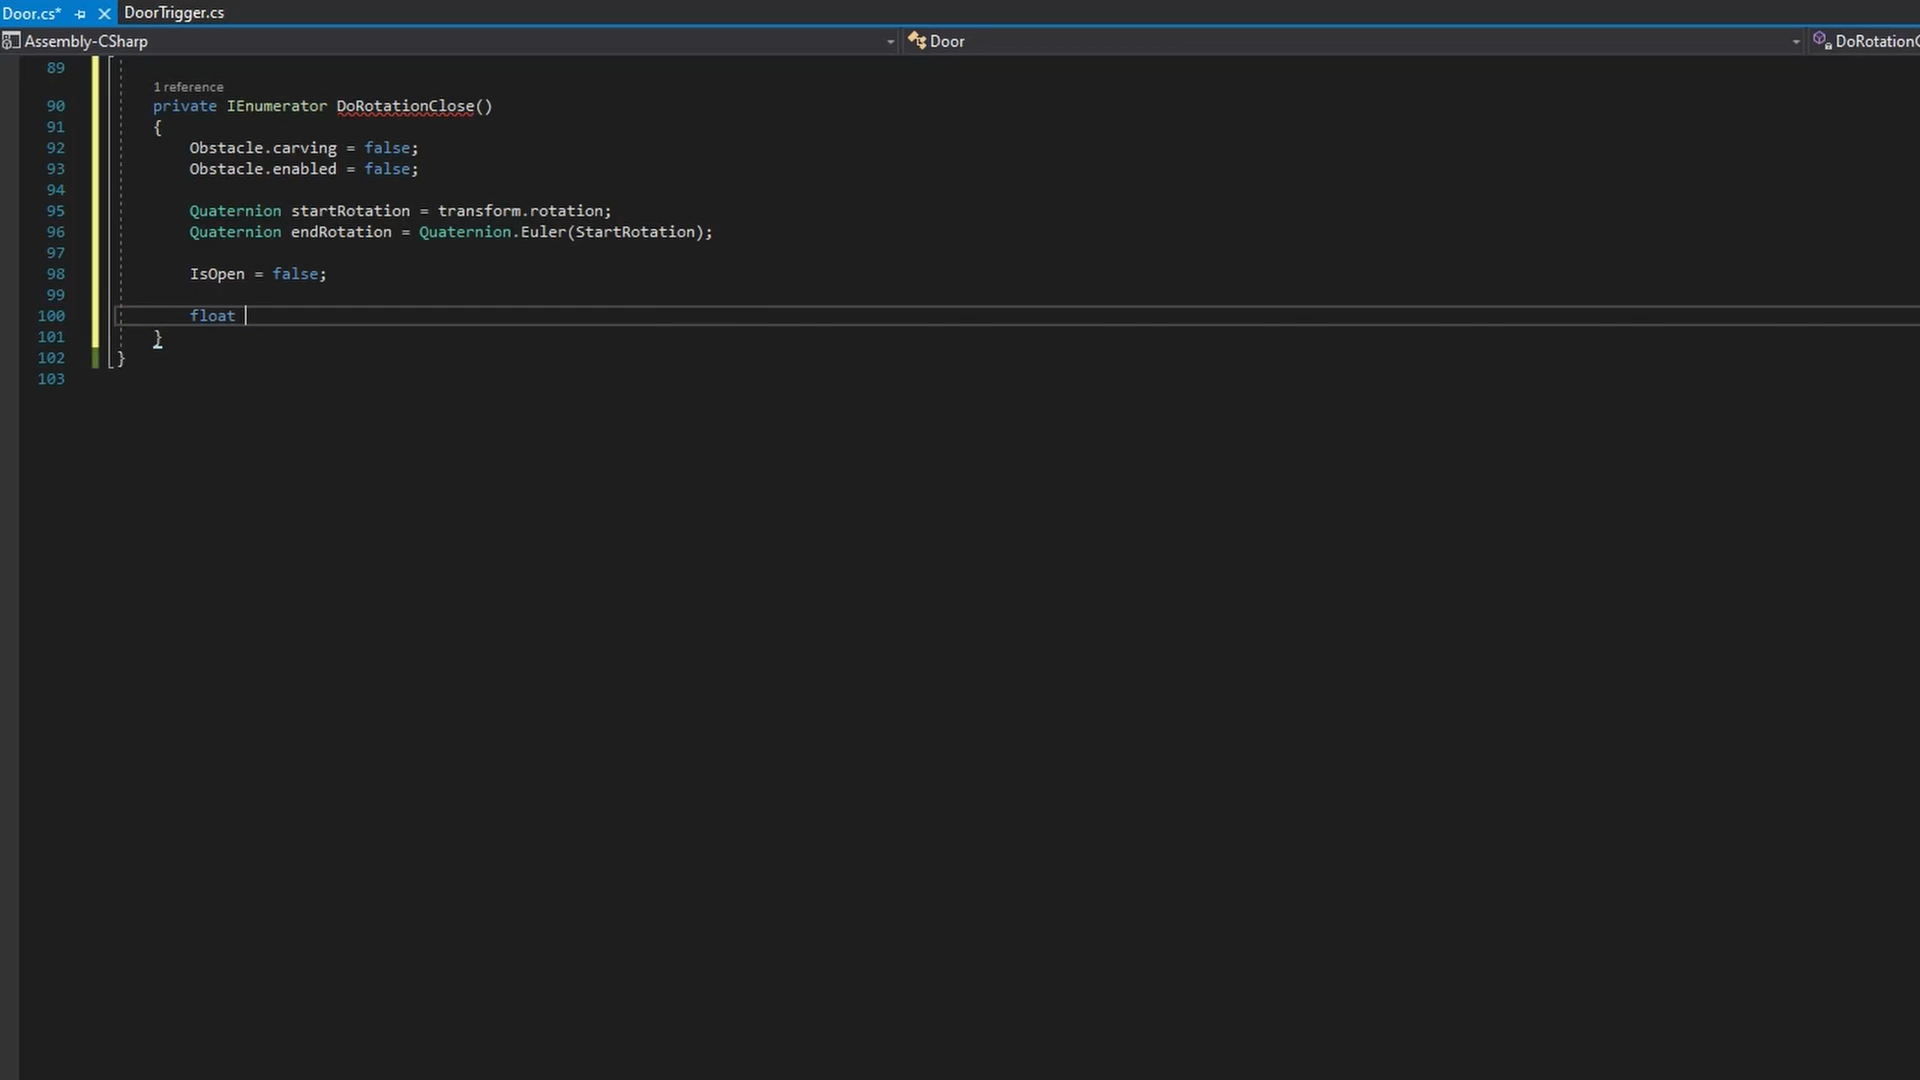 Door.cs* DoorTrigger.cs
Assembly-CSharp Door DoRotationC
89
1 reference
90 private IEnumerator DoRotationClose()
91 {
92 Obstacle.carving = false;
93 Obstacle.enabled = false;
94
95 Quaternion startRotation = transform.rotation;
96 Quaternion endRotation = Quaternion.Euler(StartRotation);
97
98 IsOpen = false;
99
100 float
101 }
102 }
103